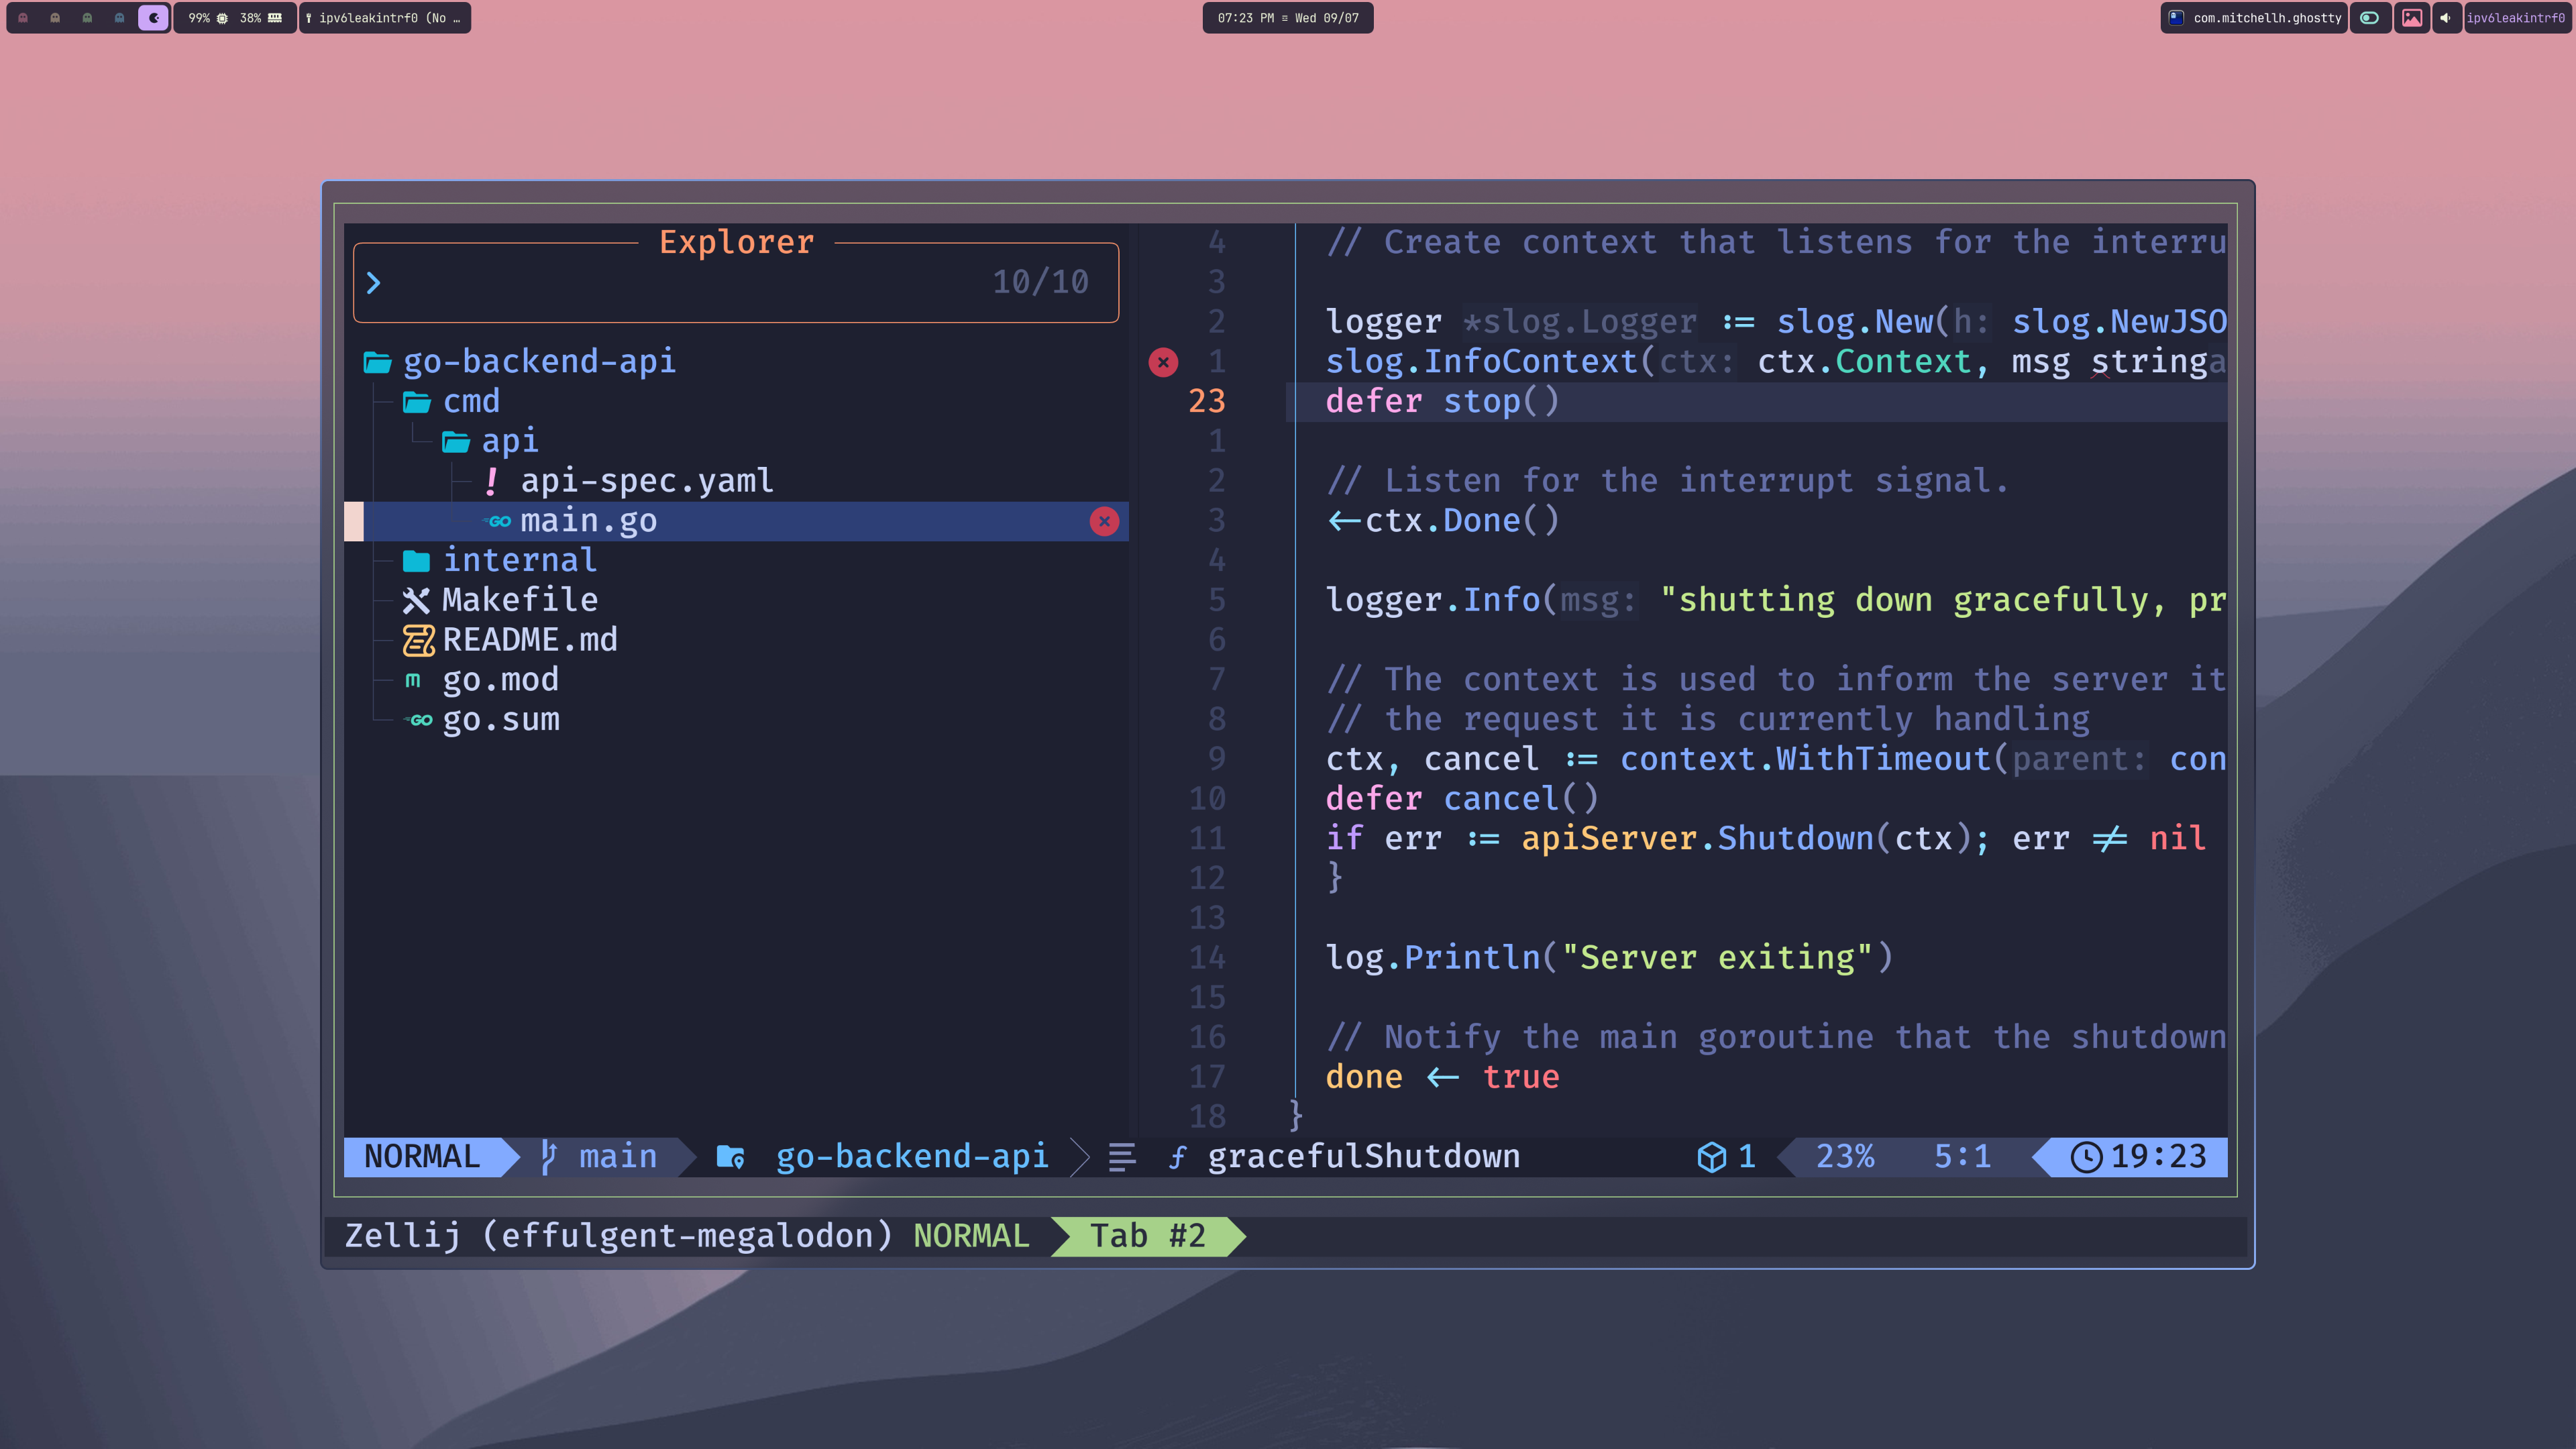 99% 38% ipv6leakintrf0 (No … 07:23 PM Wed 09/07 com.mitchellh.ghostty ipv6leakintrf0
Explorer
10/10
go-backend-api
cmd
api
! api-spec.yaml
GO main.go
internal
Makefile
README.md
m go.mod
GO go.sum
4 // Create context that listens for the interru
3
2 logger *slog.Logger := slog.New(h: slog.NewJSO
1 slog.InfoContext(ctx: ctx.Context, msg stringa
23 defer stop()
1
2 // Listen for the interrupt signal.
3 <-ctx.Done()
4
5 logger.Info(msg: "shutting down gracefully, pr
6
7 // The context is used to inform the server it
8 // the request it is currently handling
9 ctx, cancel := context.WithTimeout(parent: con
10 defer cancel()
11 if err := apiServer.Shutdown(ctx); err != nil
12 }
13
14 log.Println("Server exiting")
15
16 // Notify the main goroutine that the shutdown
17 done <- true
18 }
NORMAL main go-backend-api f gracefulShutdown 1 23% 5:1 19:23
Zellij (effulgent-megalodon) NORMAL Tab #2